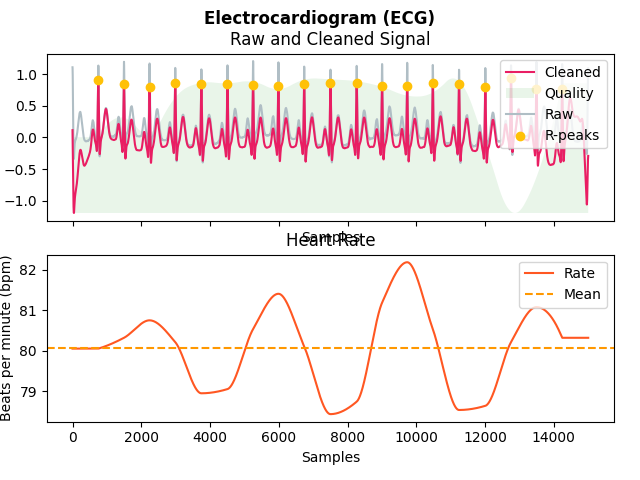 Electrocardiogram (ECG)
Raw and Cleaned Signal
1.0
0.5
0.0
−0.5
−1.0
Cleaned
Quality
Raw
R-peaks
Samples
Heart Rate
Beats per minute (bpm)
82
81
80
79
Rate
Mean
0
2000
4000
6000
8000
10000
12000
14000
Samples